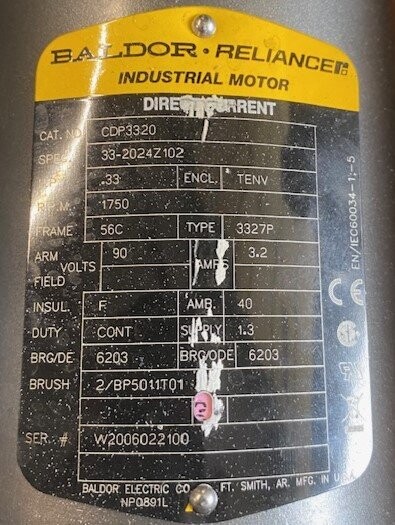 BALDOR • RELIANCE
INDUSTRIAL MOTOR
DIRECT CURRENT
CAT. NO. CDP3320
SPEC. 33-2024Z102
.33 ENCL. TENV
R.P.M. 1750
FRAME 56C TYPE 3327P
ARM VOLTS 90 AMPS 3.2
FIELD
INSUL. F AMB. 40
DUTY CONT SUPPLY 1.3
BRG/DE 6203 BRG/ODE 6203
BRUSH 2/BP5011T01
SER. # W2006022100
BALDOR ELECTRIC CO. FT. SMITH, AR. MFG. IN U.S.A.
NP0891L
EN/IEC60034-1,-5
CE